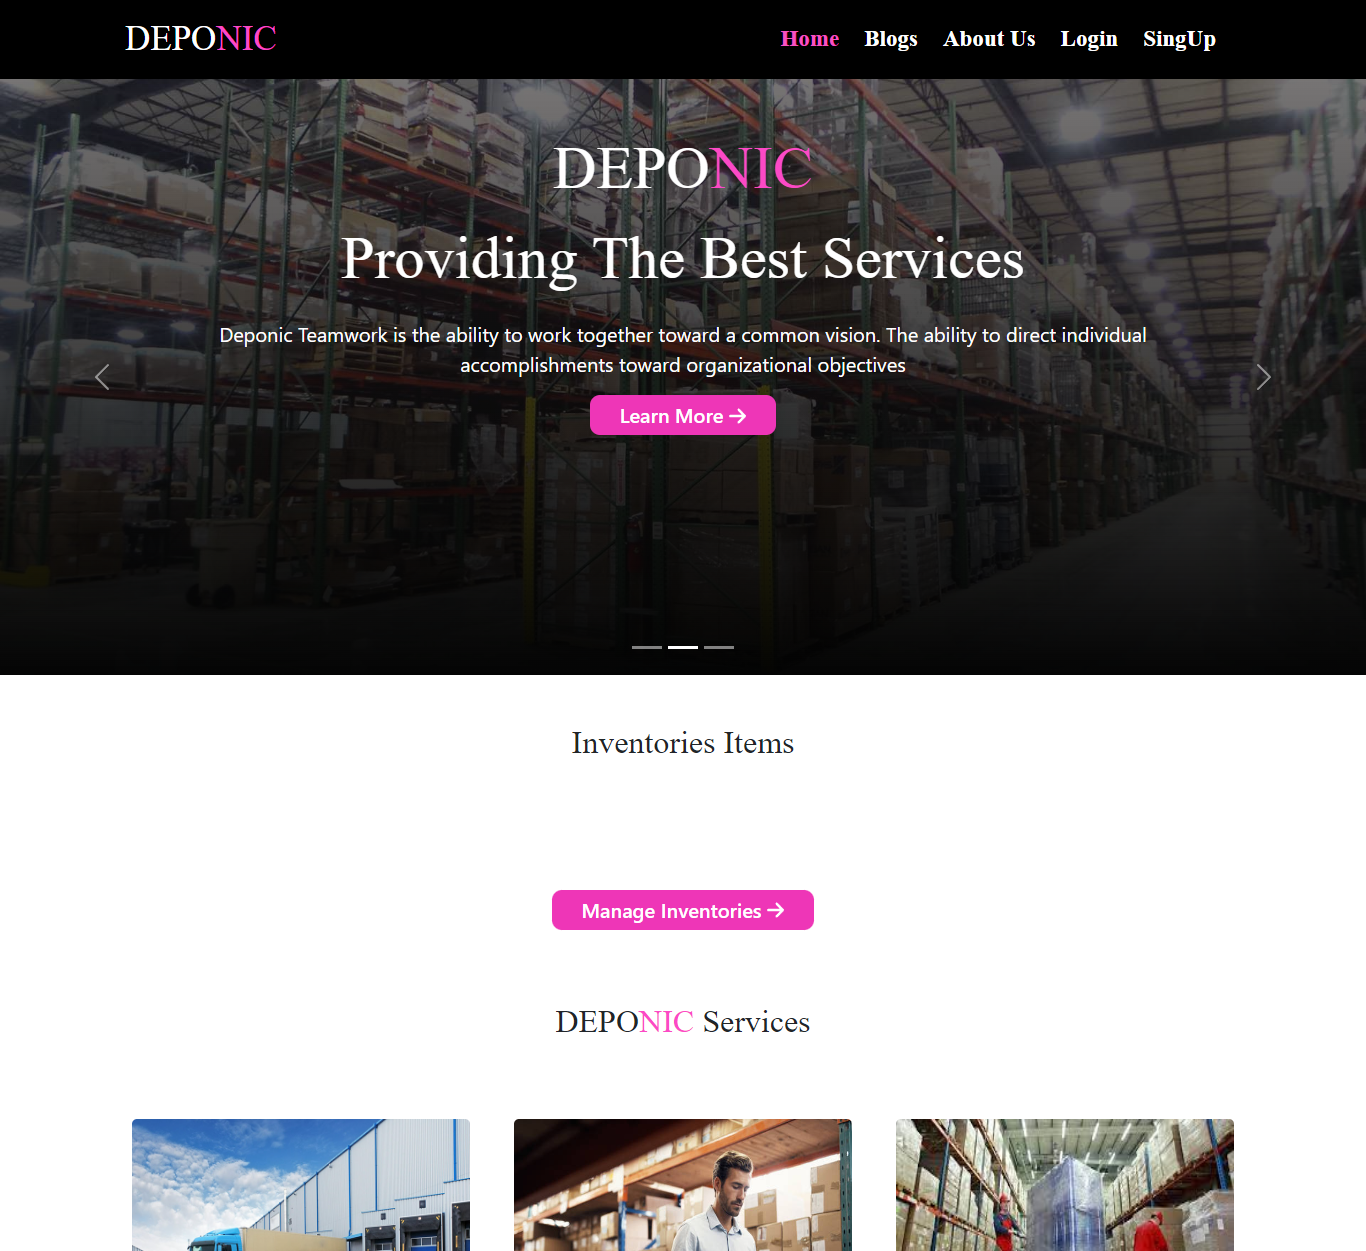 DEPONIC
Home Blogs About Us Login SingUp
DEPONIC
Providing The Best Services
Deponic Teamwork is the ability to work together toward a common vision. The ability to direct individual
accomplishments toward organizational objectives
Learn More →
Inventories Items
Manage Inventories →
DEPONIC Services